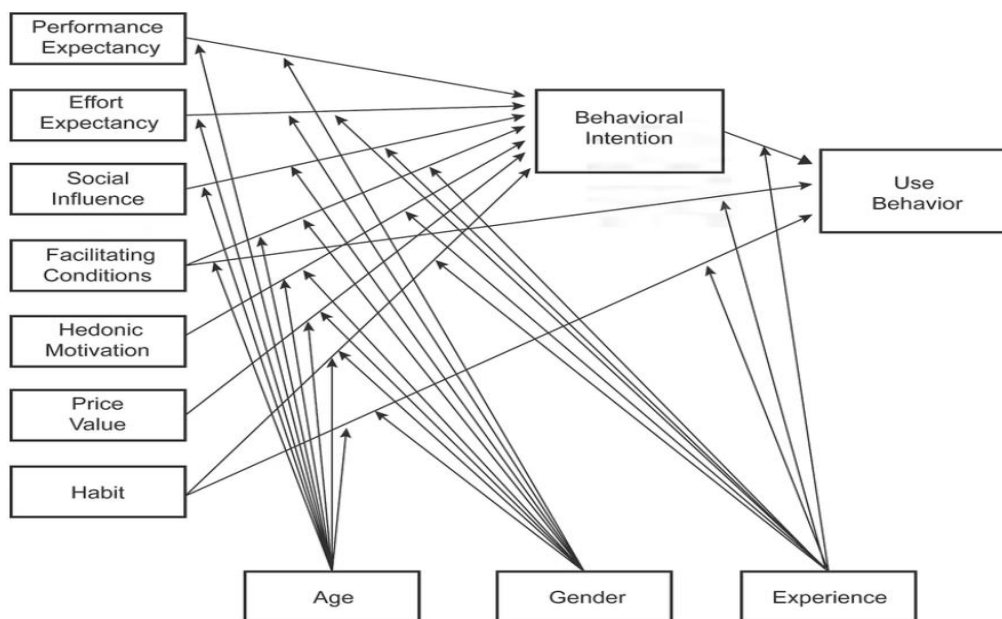 Performance
Expectancy
Effort
Expectancy
Social
Influence
Facilitating
Conditions
Hedonic
Motivation
Price
Value
Habit
Behavioral
Intention
Use
Behavior
Age
Gender
Experience